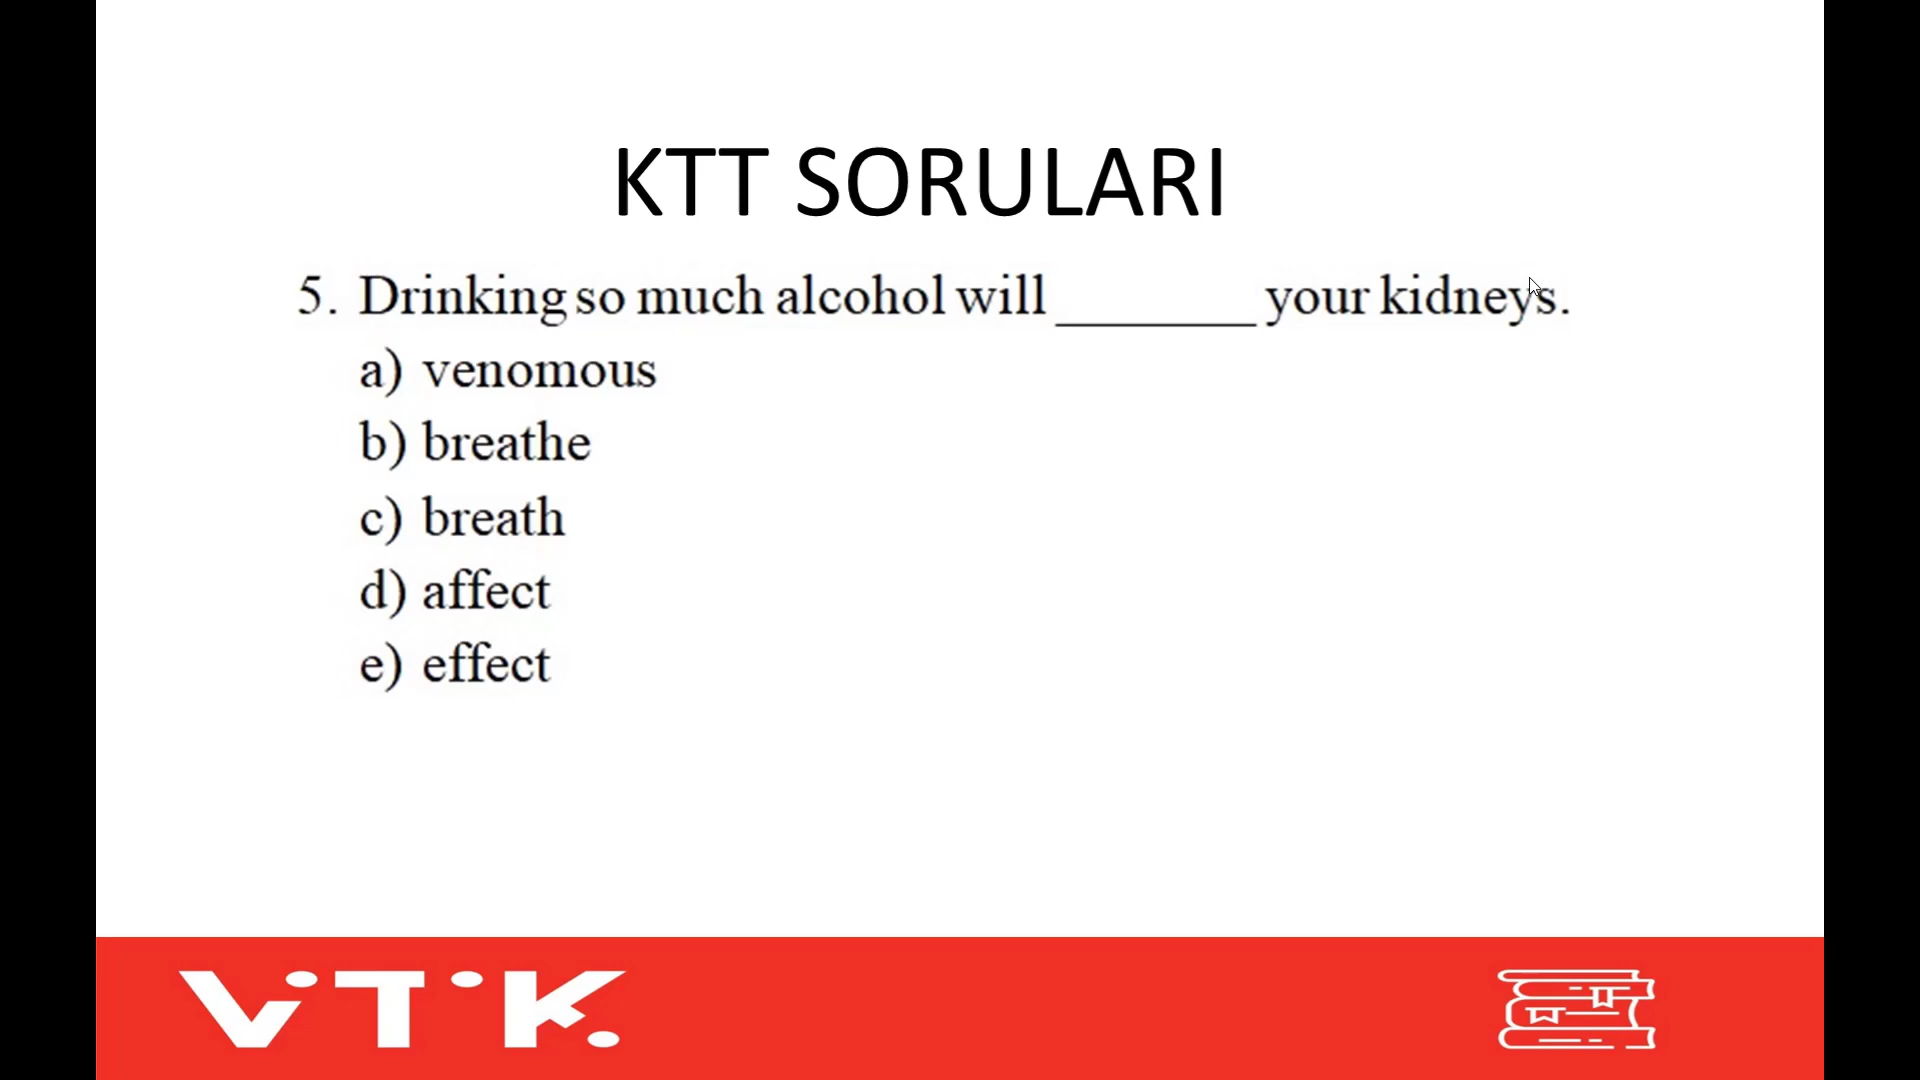 KTT SORULARI
5. Drinking so much alcohol will ________ your kidneys.
a) venomous
b) breathe
c) breath
d) affect
e) effect
VTK